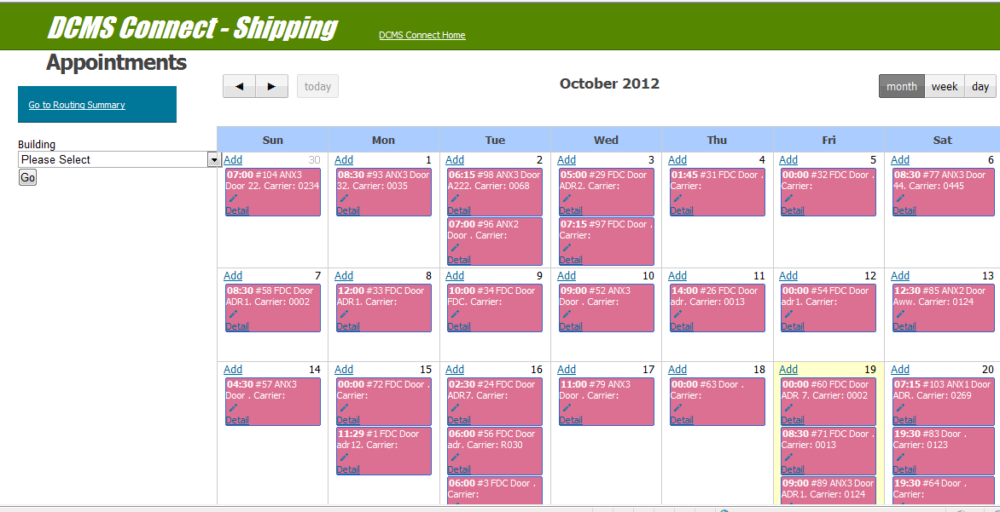 DCMS Connect - Shipping
DCMS Connect Home
Appointments
◄ ► today
October 2012
month week day
Go to Routing Summary
Building
Please Select
Go
Sun Mon Tue Wed Thu Fri Sat
Add 30
07:00 #104 ANX3
Door 22. Carrier: 0234
Detail
Add 1
08:30 #93 ANX3 Door
32. Carrier: 0035
Detail
Add 2
06:15 #98 ANX3 Door
A222. Carrier: 0068
Detail
07:00 #96 ANX2
Door . Carrier:
Detail
Add 3
05:00 #29 FDC Door
ADR2. Carrier:
Detail
07:15 #97 FDC Door .
Carrier:
Detail
Add 4
01:45 #31 FDC Door .
Carrier:
Detail
Add 5
00:00 #32 FDC Door .
Carrier:
Detail
Add 6
08:30 #77 ANX3 Door
44. Carrier: 0445
Detail
Add 7
08:30 #58 FDC Door
ADR1. Carrier: 0002
Detail
Add 8
12:00 #33 FDC Door
ADR1. Carrier:
Detail
Add 9
10:00 #34 FDC Door
FDC. Carrier:
Detail
Add 10
09:00 #52 ANX3
Door . Carrier:
Detail
Add 11
14:00 #26 FDC Door
adr. Carrier: 0013
Detail
Add 12
00:00 #54 FDC Door
adr1. Carrier:
Detail
Add 13
12:30 #85 ANX2 Door
Aww. Carrier: 0124
Detail
Add 14
04:30 #57 ANX3
Door . Carrier:
Detail
Add 15
00:00 #72 FDC Door .
Carrier:
Detail
11:29 #1 FDC Door
adr12. Carrier:
Detail
Add 16
02:30 #24 FDC Door
ADR7. Carrier:
Detail
06:00 #56 FDC Door
adr. Carrier: R030
Detail
06:00 #3 FDC Door .
Carrier:
Add 17
11:00 #79 ANX3
Door . Carrier:
Detail
Add 18
00:00 #63 Door .
Carrier:
Detail
Add 19
00:00 #60 FDC Door
ADR 7. Carrier: 0002
Detail
08:30 #71 FDC Door .
Carrier: 0013
Detail
09:00 #89 ANX3 Door
ADR1. Carrier: 0124
Add 20
07:15 #103 ANX1 Door
ADR. Carrier: 0269
Detail
19:30 #83 Door .
Carrier: 0123
Detail
19:30 #64 Door .
Carrier: